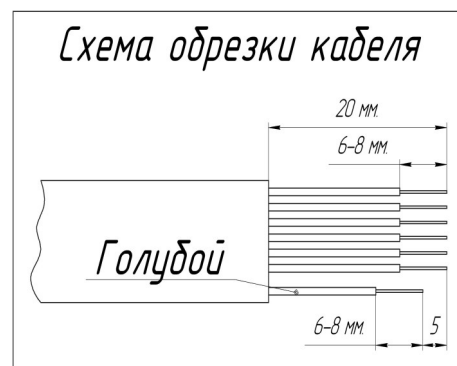 Схема обрезки кабеля
20 мм.
6-8 мм.
Голубой
6-8 мм. 5